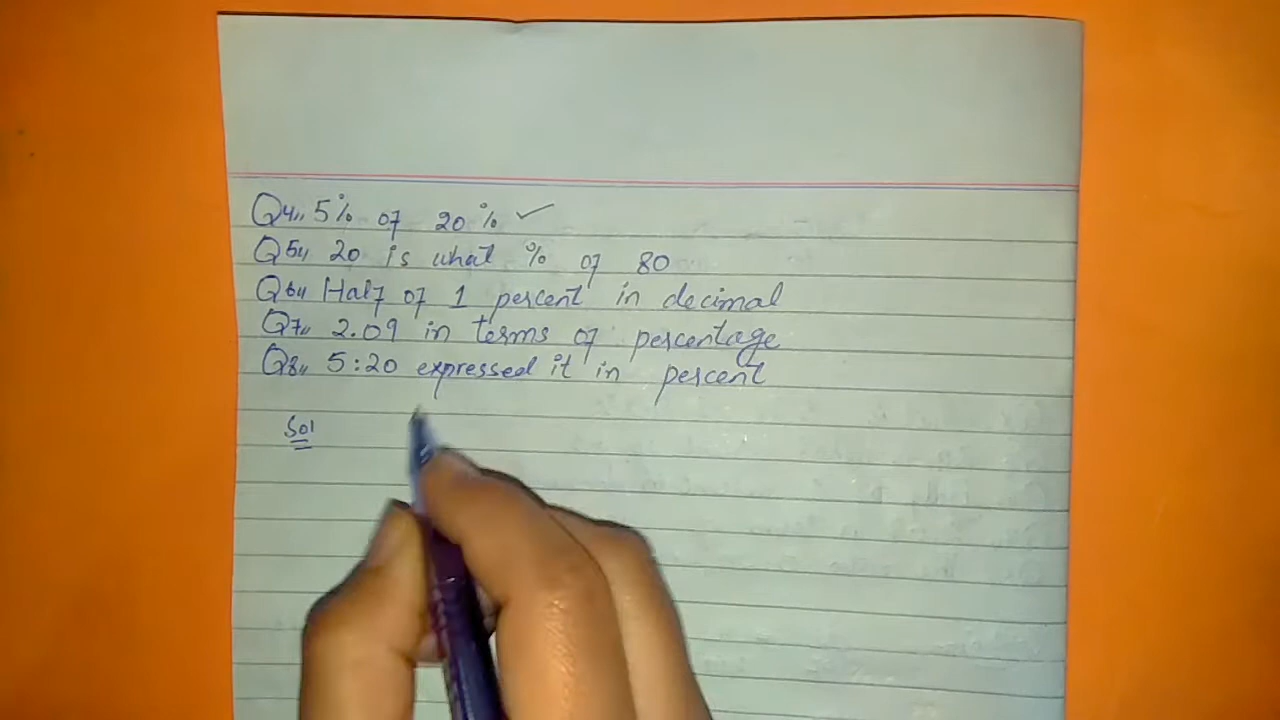 Q4,, 5% of 20% ✓
Q5,, 20 is what % of 80
Q6,, Half of 1 percent in decimal
Q7,, 2.09 in terms of percentage
Q8,, 5:20 expressed it in percent
Sol